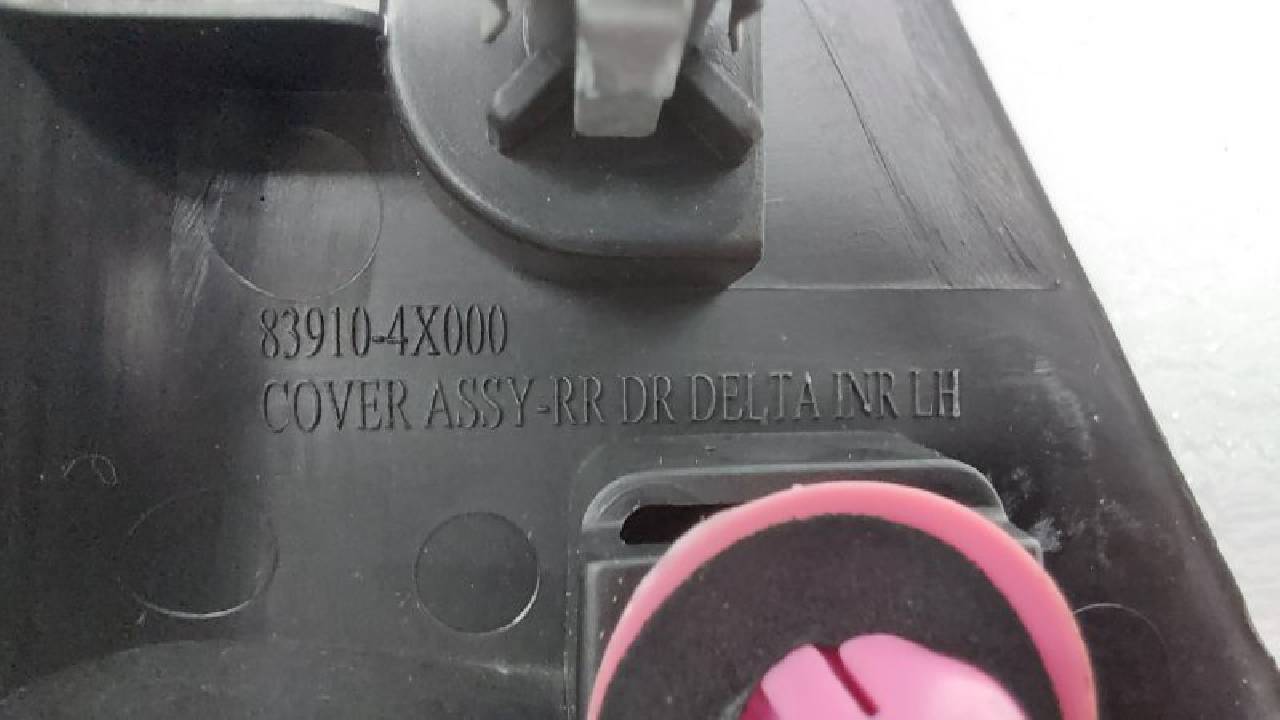 83910-4X000
COVER ASSY-RR DR DELTA INR LH